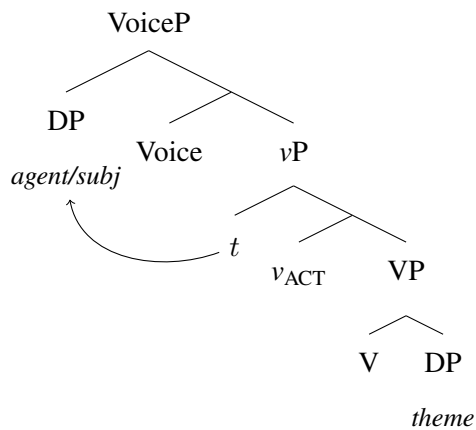 VoiceP
DP
Voice
vP
agent/subj
t
vACT
VP
V
DP
theme